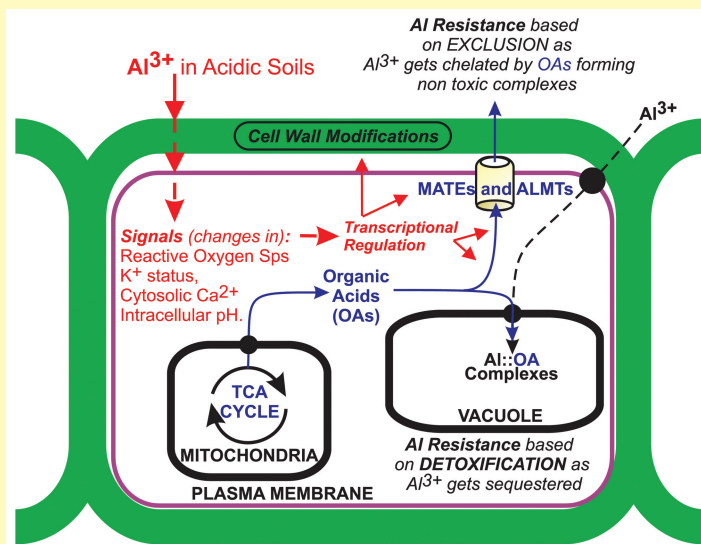 Al Resistance based
on EXCLUSION as
Al³⁺ gets chelated by OAs forming
non toxic complexes
Al³⁺ in Acidic Soils
Al³⁺
Cell Wall Modifications
MATEs and ALMTs
Signals (changes in):
Reactive Oxygen Sps
K⁺ status,
Cytosolic Ca²⁺
Intracellular pH.
Transcriptional
Regulation
Organic
Acids
(OAs)
TCA
CYCLE
MITOCHONDRIA
PLASMA MEMBRANE
Al::OA
Complexes
VACUOLE
Al Resistance based
on DETOXIFICATION as
Al³⁺ gets sequestered